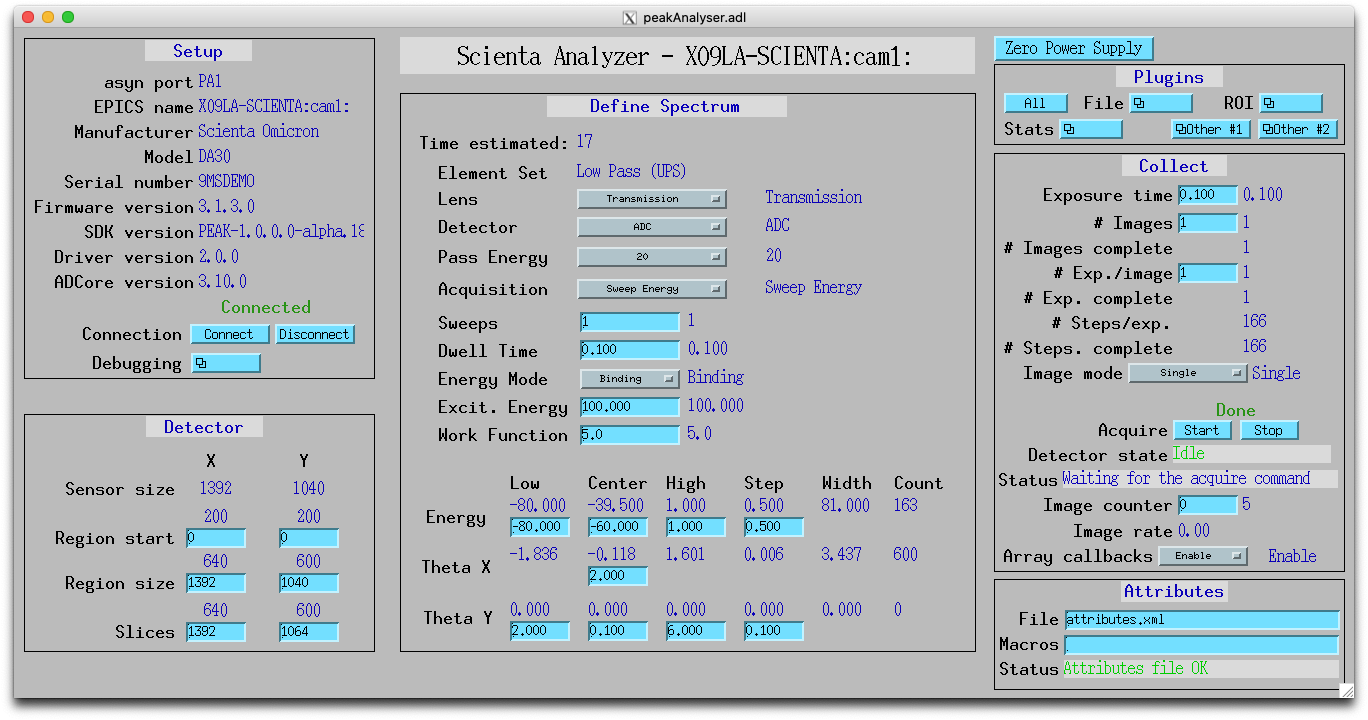 peakAnalyser.adl
Setup
asyn port PA1
EPICS name X09LA-SCIENTA:cam1:
Manufacturer Scienta Omicron
Model DA30
Serial number 9MSDEMO
Firmware version 3.1.3.0
SDK version PEAK-1.0.0.0-alpha.18
Driver version 2.0.0
ADCore version 3.10.0
Connected
Connection Connect Disconnect
Debugging
Detector
X Y
Sensor size 1392 1040
200 200
Region start 0 0
640 600
Region size 1392 1040
640 600
Slices 1392 1064
Scienta Analyzer - X09LA-SCIENTA:cam1:
Define Spectrum
Time estimated: 17
Element Set Low Pass (UPS)
Lens Transmission Transmission
Detector ADC ADC
Pass Energy 20 20
Acquisition Sweep Energy Sweep Energy
Sweeps 1 1
Dwell Time 0.100 0.100
Energy Mode Binding Binding
Excit. Energy 100.000 100.000
Work Function 5.0 5.0
Low Center High Step Width Count
-80.000 -39.500 1.000 0.500 81.000 163
Energy -80.000 -60.000 1.000 0.500
-1.836 -0.118 1.601 0.006 3.437 600
Theta X 2.000
0.000 0.000 0.000 0.000 0.000 0
Theta Y 2.000 0.100 6.000 0.100
Zero Power Supply
Plugins
All File ROI
Stats Other #1 Other #2
Collect
Exposure time 0.100 0.100
# Images 1 1
# Images complete 1
# Exp./image 1 1
# Exp. complete 1
# Steps/exp. 166
# Steps. complete 166
Image mode Single Single
Done
Acquire Start Stop
Detector state Idle
Status Waiting for the acquire command
Image counter 0 5
Image rate 0.00
Array callbacks Enable Enable
Attributes
File attributes.xml
Macros
Status Attributes file OK